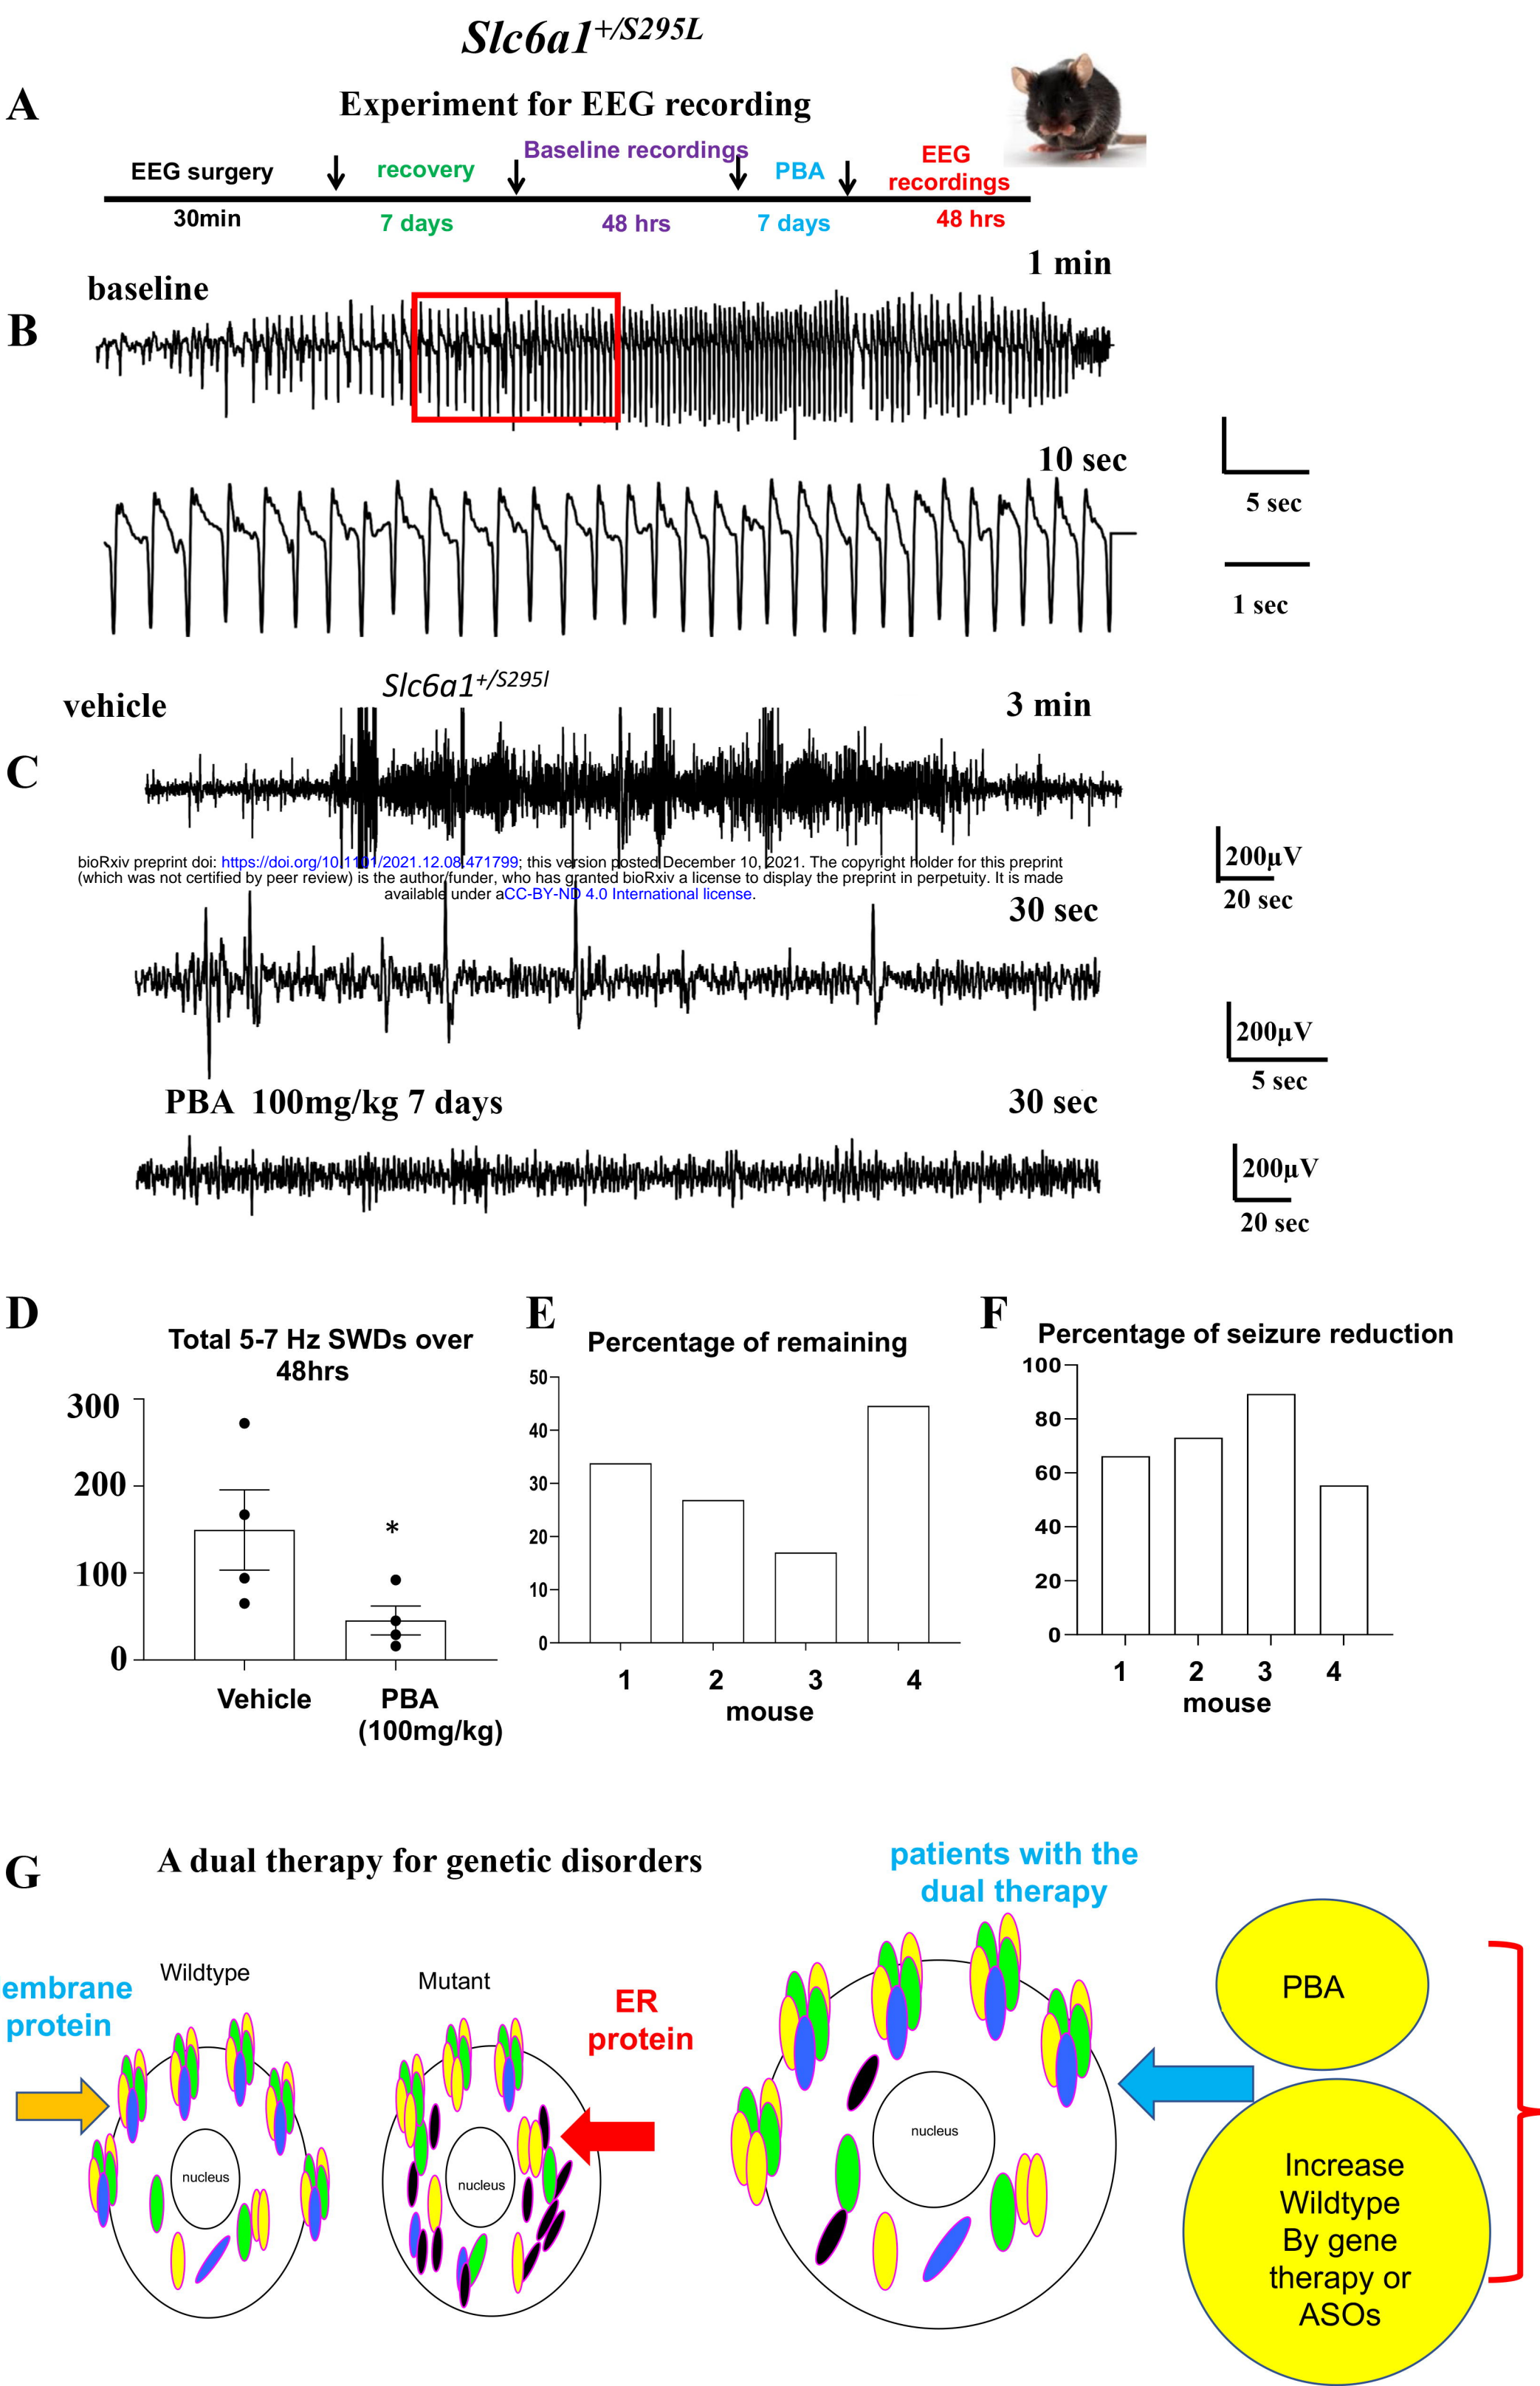 Slc6a1+/S295L
A
Experiment for EEG recording
EEG surgery
recovery
Baseline recordings
PBA
EEG
recordings
30min
7 days
48 hrs
7 days
48 hrs
B
baseline
1 min
10 sec
5 sec
1 sec
C
vehicle
Slc6a1+/S295l
3 min
bioRxiv preprint doi: https://doi.org/10.1101/2021.12.08.471799; this version posted December 10, 2021. The copyright holder for this preprint
(which was not certified by peer review) is the author/funder, who has granted bioRxiv a license to display the preprint in perpetuity. It is made
available under aCC-BY-ND 4.0 International license.
200µV
20 sec
30 sec
200µV
5 sec
PBA 100mg/kg 7 days
30 sec
200µV
20 sec
D
Total 5-7 Hz SWDs over
48hrs
300
200
100
0
Vehicle
PBA
(100mg/kg)
*
E
Percentage of remaining
50
40
30
20
10
0
1
2
3
4
mouse
F
Percentage of seizure reduction
100
80
60
40
20
0
1
2
3
4
mouse
G
A dual therapy for genetic disorders
patients with the
dual therapy
embrane
protein
Wildtype
Mutant
ER
protein
nucleus
nucleus
nucleus
PBA
Increase
Wildtype
By gene
therapy or
ASOs